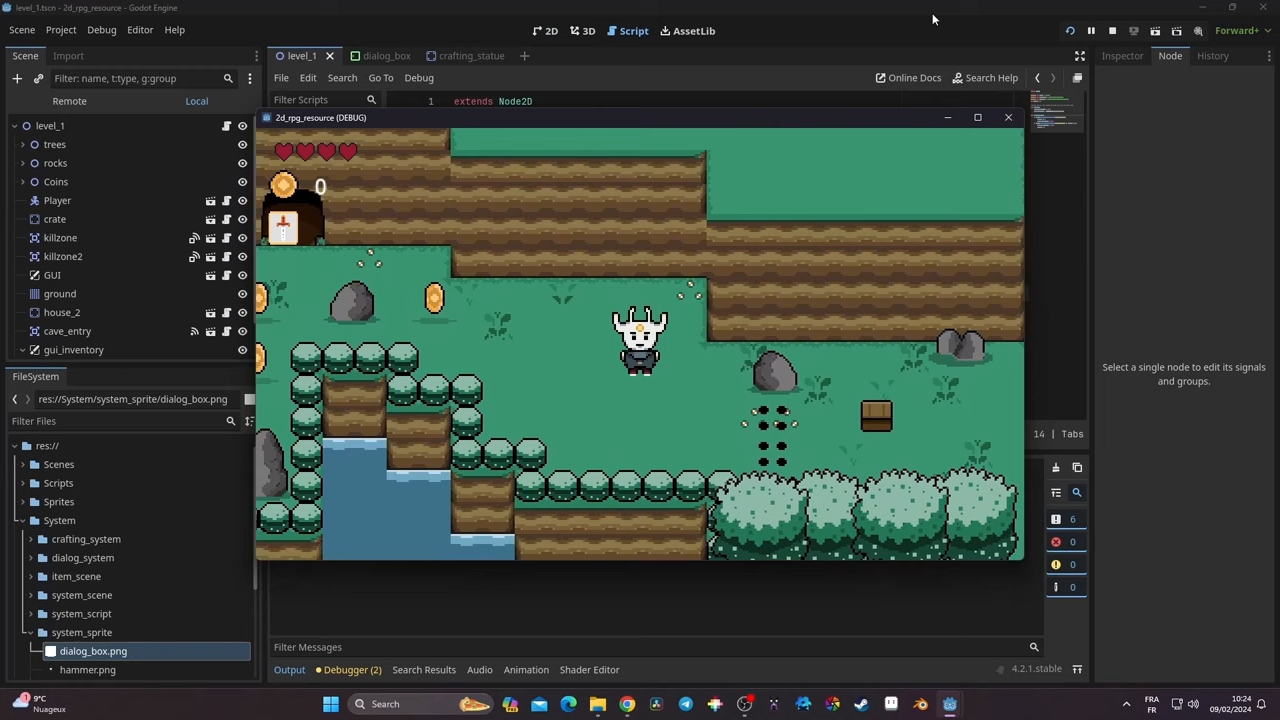 level_1.tscn - 2d_rpg_resource - Godot Engine
Scene Project Debug Editor Help
2D 3D Script AssetLib
Forward+
Scene Import
level_1 dialog_box crafting_statue
Inspector Node History
Filter: name, t:type, g:group
File Edit Search Go To Debug
Online Docs Search Help
Remote Local
Filter Scripts
1 extends Node2D
level_1
2d_rpg_resource
trees
rocks
Coins
0
Player
crate
killzone
killzone2
GUI
ground
house_2
cave_entry
gui_inventory
Select a single node to edit its signals
and groups.
FileSystem
res://System/system_sprite/dialog_box.png
Filter Files
14 Tabs
res://
Scenes
Scripts
Sprites
System
crafting_system
dialog_system
item_scene
system_scene
system_script
system_sprite
dialog_box.png
hammer.png
6
0
0
0
Filter Messages
Output Debugger (2) Search Results Audio Animation Shader Editor
4.2.1.stable
1
9°C
Nuageux
Search
FRA
FR
10:24
09/02/2024